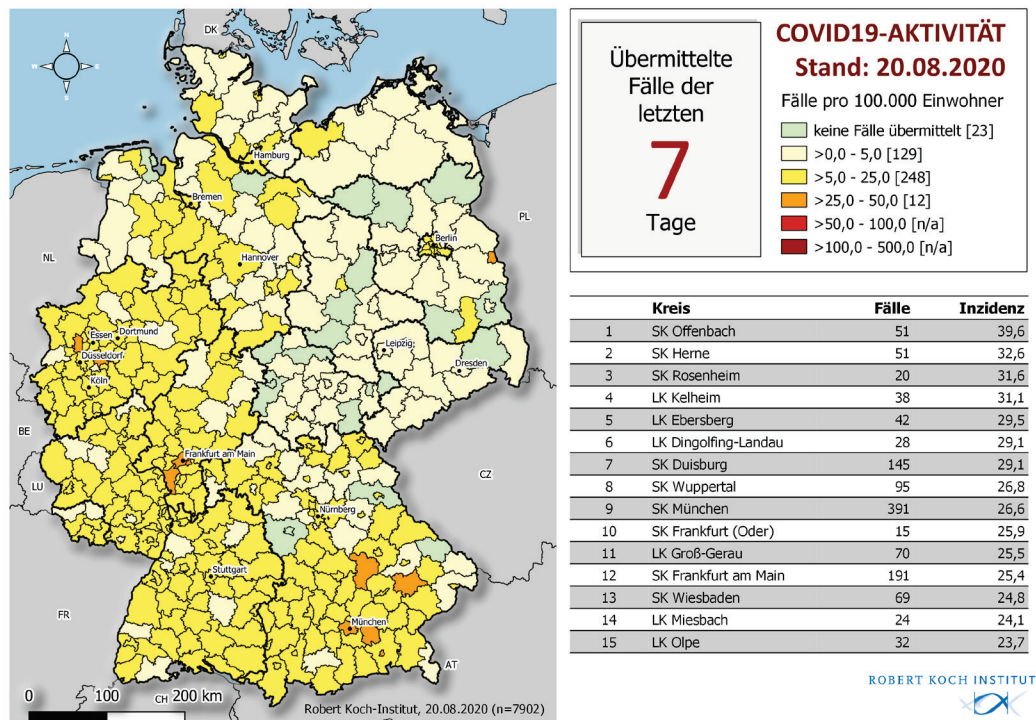 DK
W
E
N
S
Hamburg
Bremen
Berlin
PL
NL
Hannover
Essen
Dortmund
Düsseldorf
Köln
Leipzig
Dresden
BE
LU
Frankfurt am Main
CZ
Nürnberg
Stuttgart
FR
München
AT
CH
0 100 200 km
Robert Koch-Institut, 20.08.2020 (n=7902)
Übermittelte
Fälle der
letzten
7
Tage
COVID19-AKTIVITÄT
Stand: 20.08.2020
Fälle pro 100.000 Einwohner
keine Fälle übermittelt [23]
>0,0 - 5,0 [129]
>5,0 - 25,0 [248]
>25,0 - 50,0 [12]
>50,0 - 100,0 [n/a]
>100,0 - 500,0 [n/a]
Kreis Fälle Inzidenz
1 SK Offenbach 51 39,6
2 SK Herne 51 32,6
3 SK Rosenheim 20 31,6
4 LK Kelheim 38 31,1
5 LK Ebersberg 42 29,5
6 LK Dingolfing-Landau 28 29,1
7 SK Duisburg 145 29,1
8 SK Wuppertal 95 26,8
9 SK München 391 26,6
10 SK Frankfurt (Oder) 15 25,9
11 LK Groß-Gerau 70 25,5
12 SK Frankfurt am Main 191 25,4
13 SK Wiesbaden 69 24,8
14 LK Miesbach 24 24,1
15 LK Olpe 32 23,7
ROBERT KOCH INSTITUT